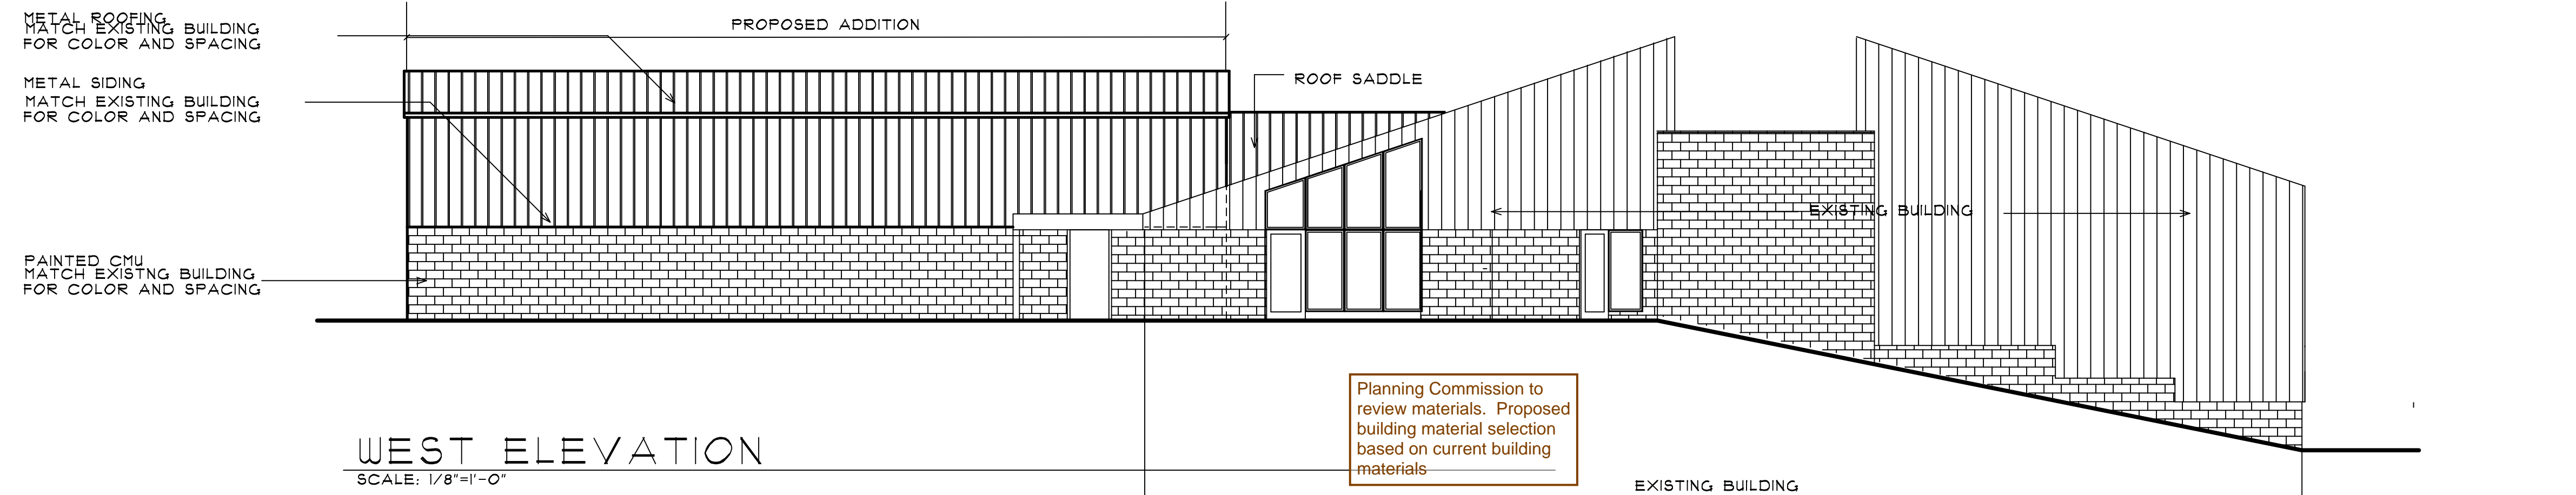 METAL ROOFING
MATCH EXISTING BUILDING
FOR COLOR AND SPACING
METAL SIDING
MATCH EXISTING BUILDING
FOR COLOR AND SPACING
PAINTED CMU
MATCH EXISTNG BUILDING
FOR COLOR AND SPACING
PROPOSED ADDITION
ROOF SADDLE
EXISTING BUILDING
Planning Commission to
review materials. Proposed
building material selection
based on current building
materials
WEST ELEVATION
SCALE: 1/8"=1'-0"
EXISTING BUILDING